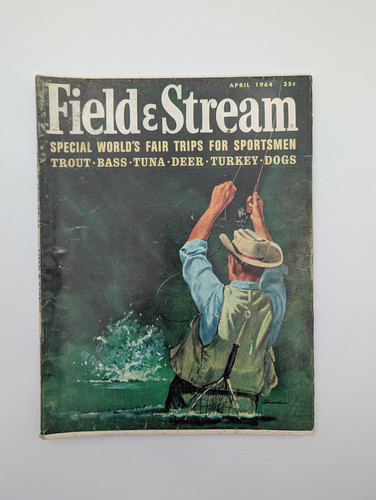 APRIL 1964 35¢
Field & Stream
SPECIAL WORLD'S FAIR TRIPS FOR SPORTSMEN
TROUT · BASS · TUNA · DEER · TURKEY · DOGS